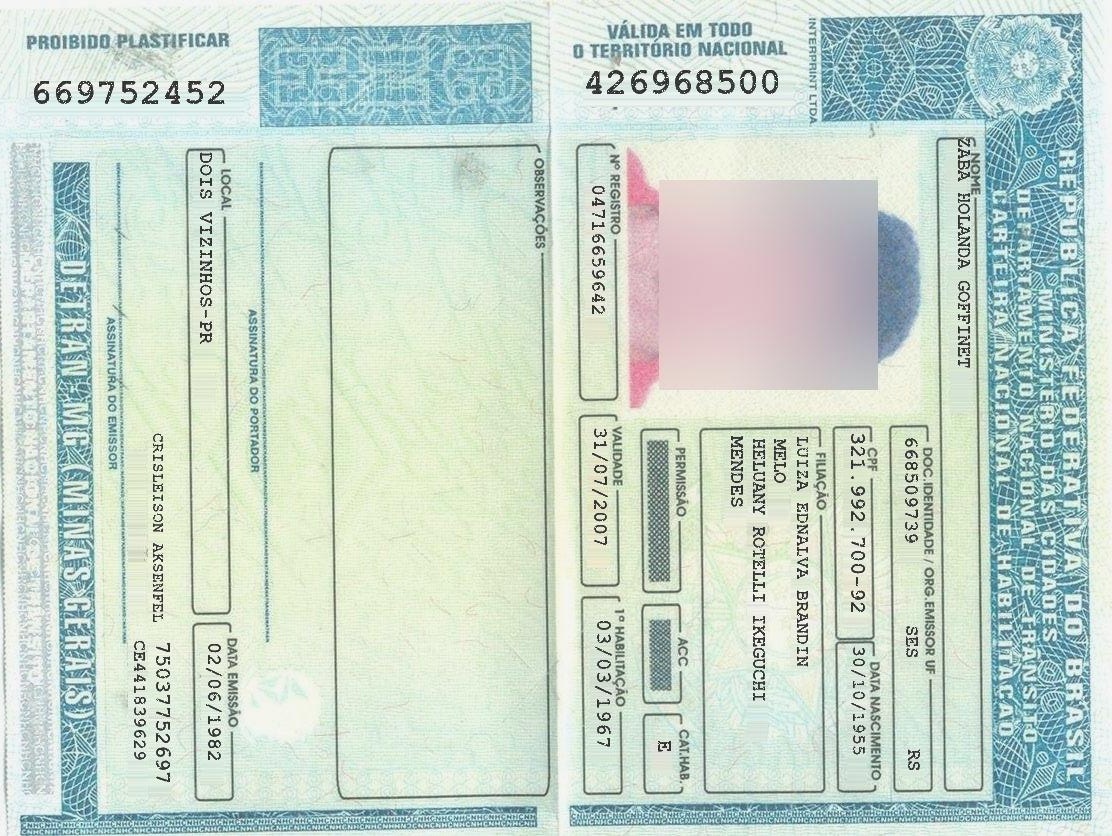 VÁLIDA EM TODO
O TERRITÓRIO NACIONAL
426968500
INTERPRINT LTDA.
REPÚBLICA FEDERATIVA DO BRASIL
MINISTÉRIO DAS CIDADES
DEPARTAMENTO NACIONAL DE TRÂNSITO
CARTEIRA NACIONAL DE HABILITAÇÃO
NOME
ZABA HOLANDA GOFFINET
DOC. IDENTIDADE / ORG. EMISSOR UF
668509739 SES RS
CPF
321.992.700-92
DATA NASCIMENTO
30/10/1955
FILIAÇÃO
LUIZA EDNALVA BRANDIN
MELO
HELUANY ROTELLI IKEGUCHI
MENDES
PERMISSÃO
ACC
CAT.HAB.
E
Nº REGISTRO
04716659642
VALIDADE
31/07/2007
1ª HABILITAÇÃO
03/03/1967
PROIBIDO PLASTIFICAR
669752452
OBSERVAÇÕES
ASSINATURA DO PORTADOR
LOCAL
DOIS VIZINHOS-PR
DATA EMISSÃO
02/06/1982
CRISLEISON AKSENFEL
75037752697
CE441839629
ASSINATURA DO EMISSOR
DETRAN - MG (MINAS GERAIS)